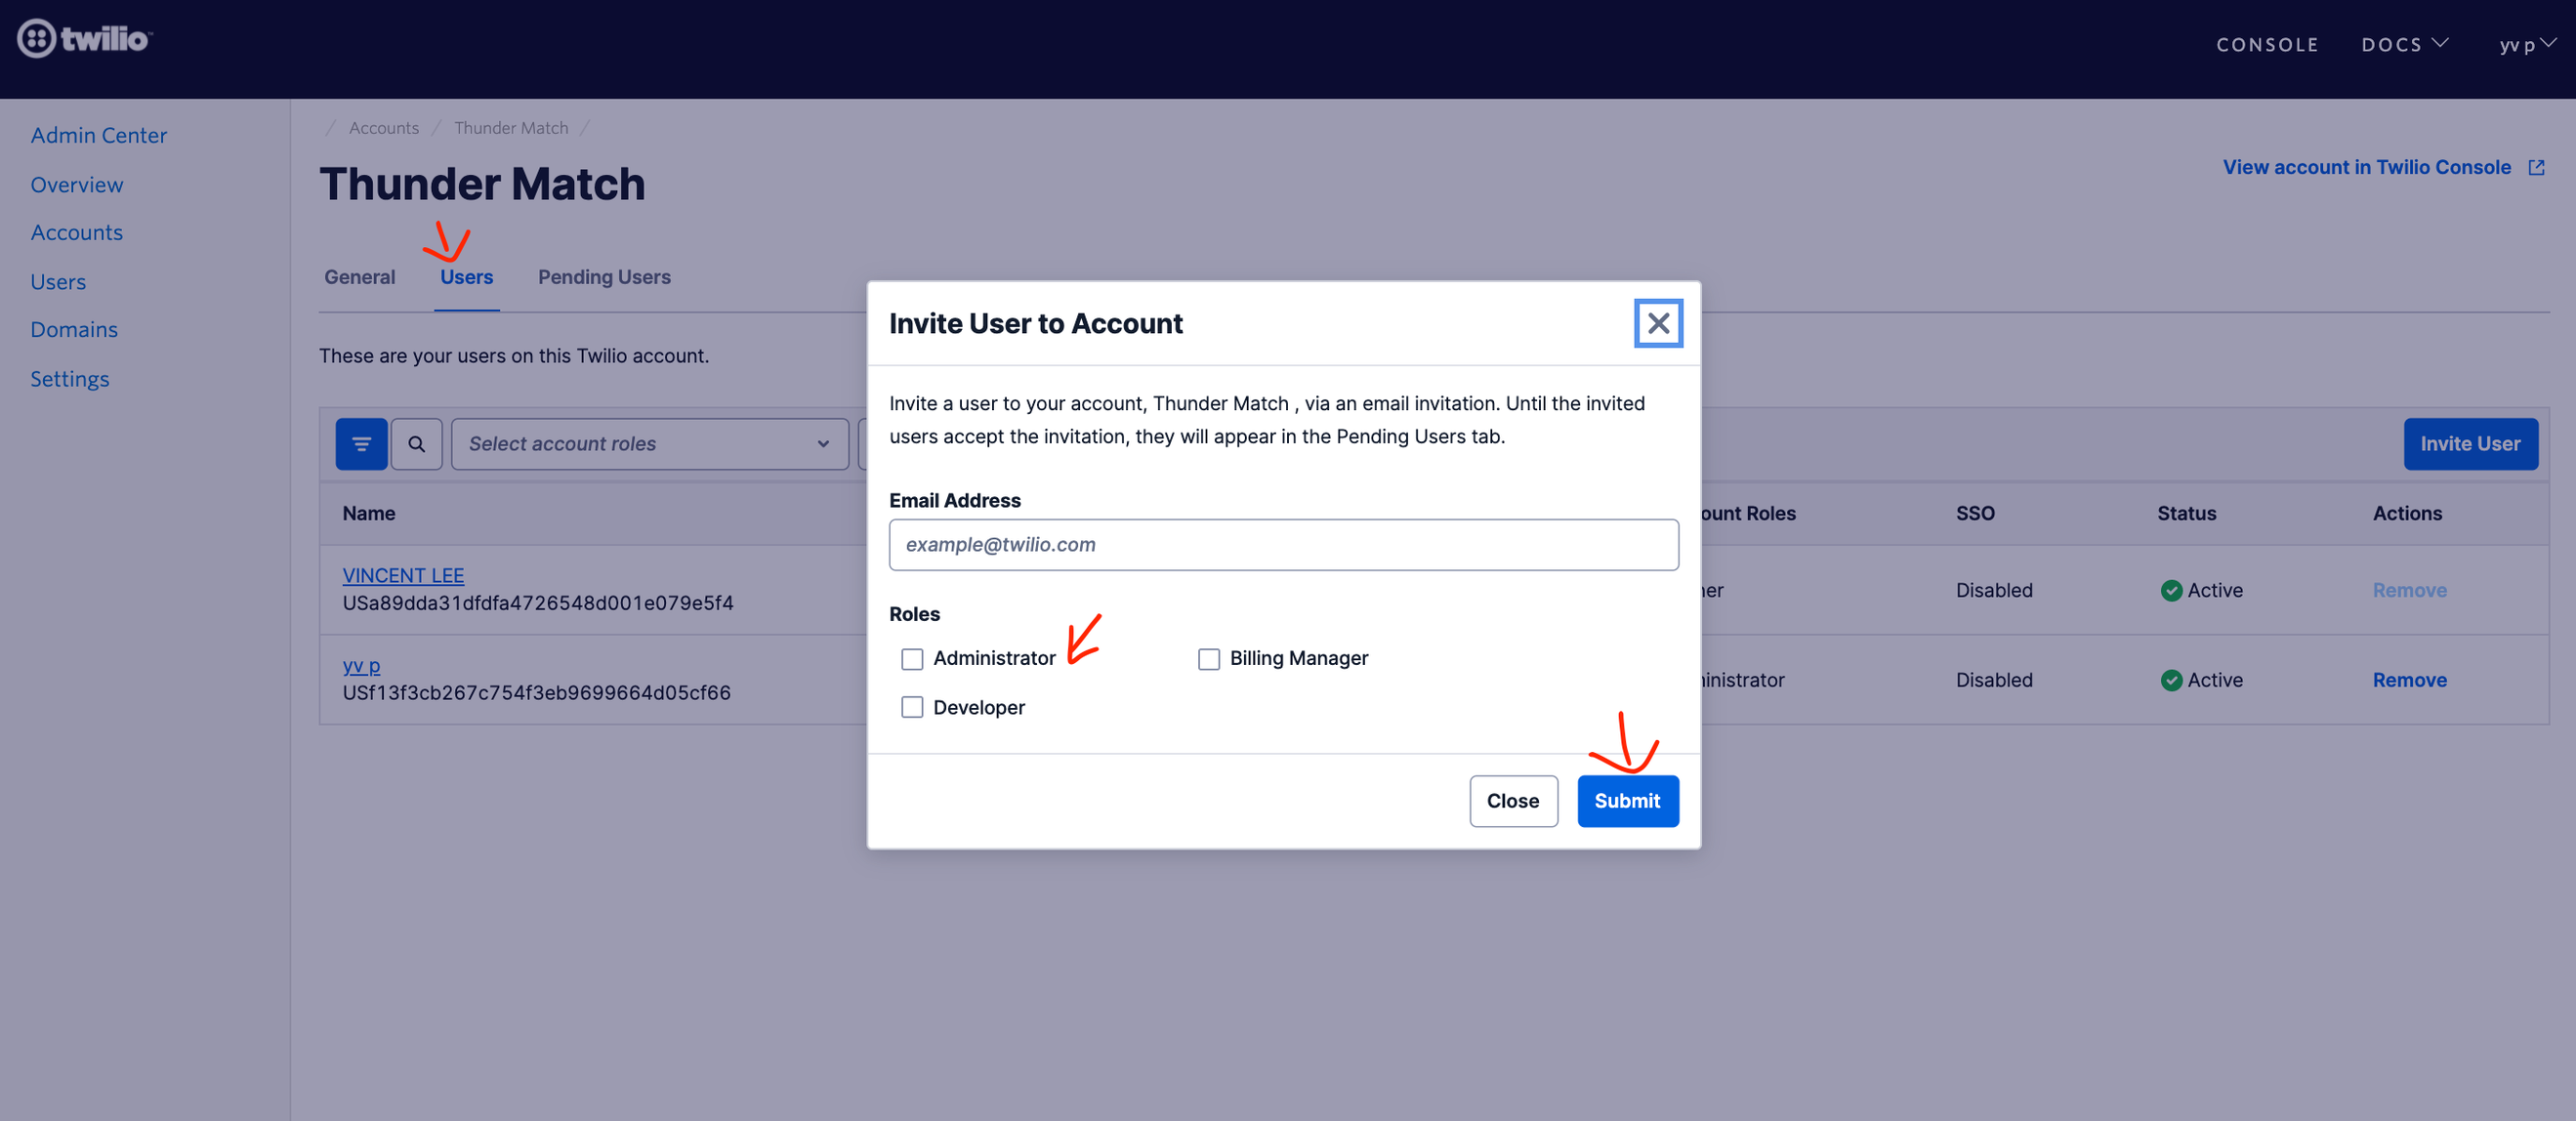 twilio
CONSOLE
DOCS
yv p
Admin Center
Overview
Accounts
Users
Domains
Settings
/ Accounts / Thunder Match /
Thunder Match
View account in Twilio Console
General
Users
Pending Users
These are your users on this Twilio account.
Select account roles
Invite User
Name
ount Roles
SSO
Status
Actions
VINCENT LEE
USa89dda31dfdfa4726548d001e079e5f4
ner
Disabled
Active
Remove
yv p
USf13f3cb267c754f3eb9699664d05cf66
inistrator
Disabled
Active
Remove
Invite User to Account
Invite a user to your account, Thunder Match , via an email invitation. Until the invited
users accept the invitation, they will appear in the Pending Users tab.
Email Address
example@twilio.com
Roles
Administrator
Billing Manager
Developer
Close
Submit